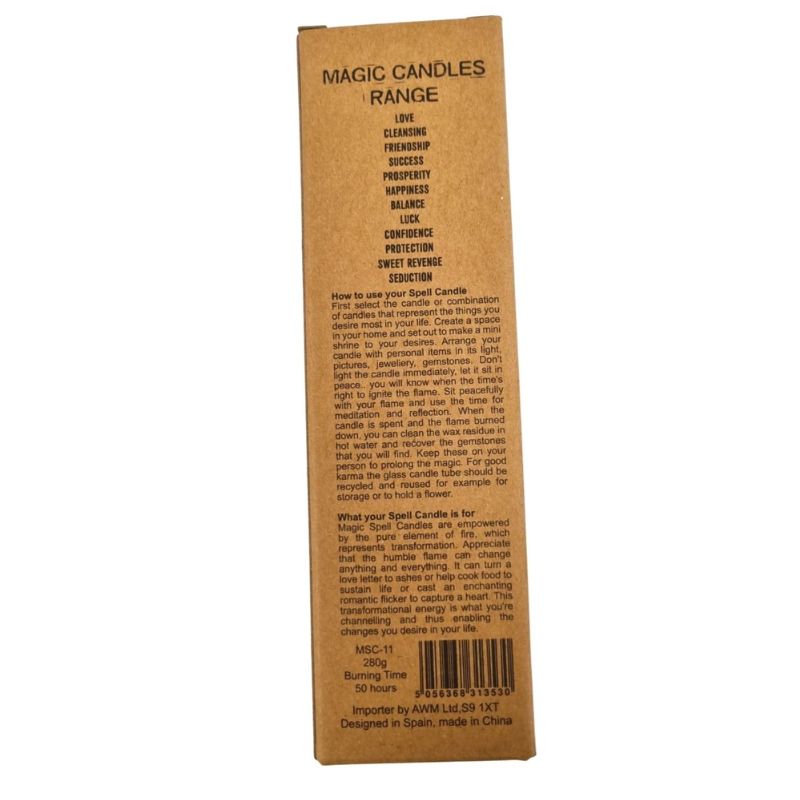 MAGIC CANDLES
RANGE
LOVE
CLEANSING
FRIENDSHIP
SUCCESS
PROSPERITY
HAPPINESS
BALANCE
LUCK
CONFIDENCE
PROTECTION
SWEET REVENGE
SEDUCTION
How to use your Spell Candle
First select the candle or combination
of candles that represent the things you
desire most in your life. Create a space
in your home and set out to make a mini
shrine to your desires. Arrange your
candle with personal items in its light,
pictures, jewellery, gemstones. Don't
light the candle immediately, let it sit in
peace.. you will know when the time's
right to ignite the flame. Sit peacefully
with your flame and use the time for
meditation and reflection. When the
candle is spent and the flame burned
down, you can clean the wax residue in
hot water and recover the gemstones
that you will find. Keep these on your
person to prolong the magic. For good
karma the glass candle tube should be
recycled and reused for example for
storage or to hold a flower.
What your Spell Candle is for
Magic Spell Candles are empowered
by the pure element of fire, which
represents transformation. Appreciate
that the humble flame can change
anything and everything. It can turn a
love letter to ashes or help cook food to
sustain life or cast an enchanting
romantic flicker to capture a heart. This
transformational energy is what you're
channelling and thus enabling the
changes you desire in your life.
MSC-11
280g
Burning Time
50 hours
5 056368 313530
Importer by AWM Ltd,S9 1XT
Designed in Spain, made in China